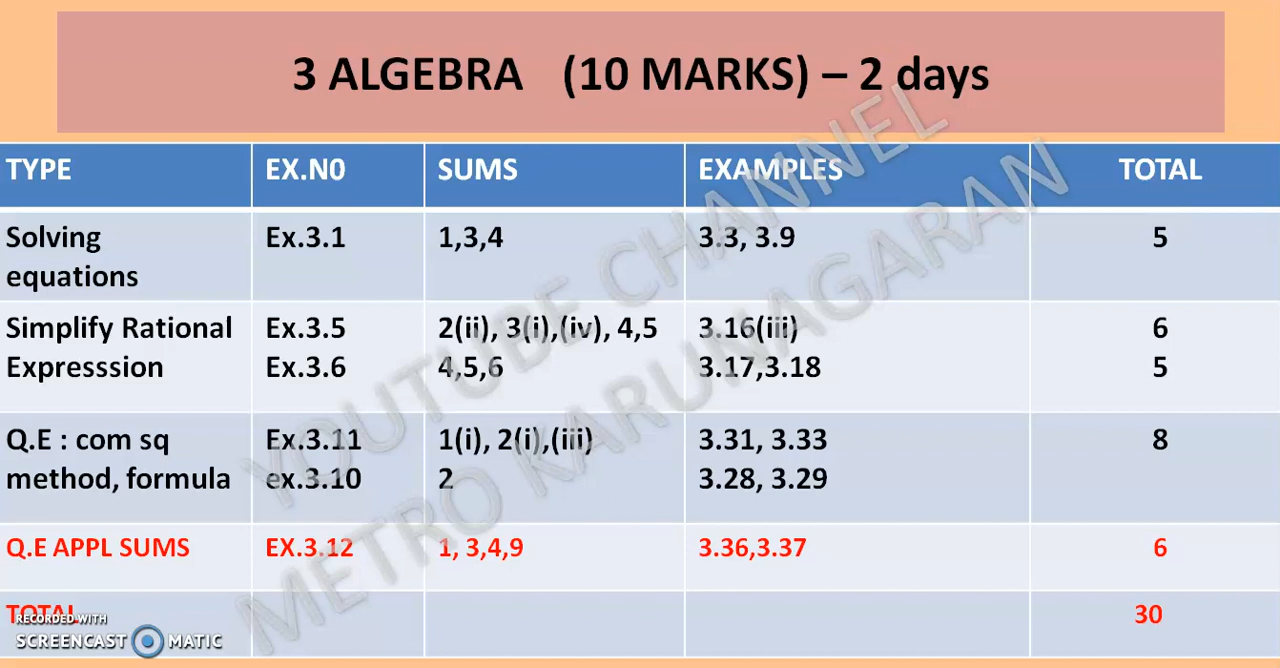 3 ALGEBRA (10 MARKS) – 2 days
TYPE EX.N0 SUMS EXAMPLES TOTAL
Solving equations Ex.3.1 1,3,4 3.3, 3.9 5
Simplify Rational Ex.3.5 2(ii), 3(i),(iv), 4,5 3.16(iii) 6
Expresssion Ex.3.6 4,5,6 3.17,3.18 5
Q.E : com sq Ex.3.11 1(i), 2(i),(iii) 3.31, 3.33 8
method, formula ex.3.10 2 3.28, 3.29
Q.E APPL SUMS EX.3.12 1, 3,4,9 3.36,3.37 6
TOTAL 30
YOUTUBE CHANNEL
METRO KARUNAGARAN
RECORDED WITH
SCREENCAST MATIC